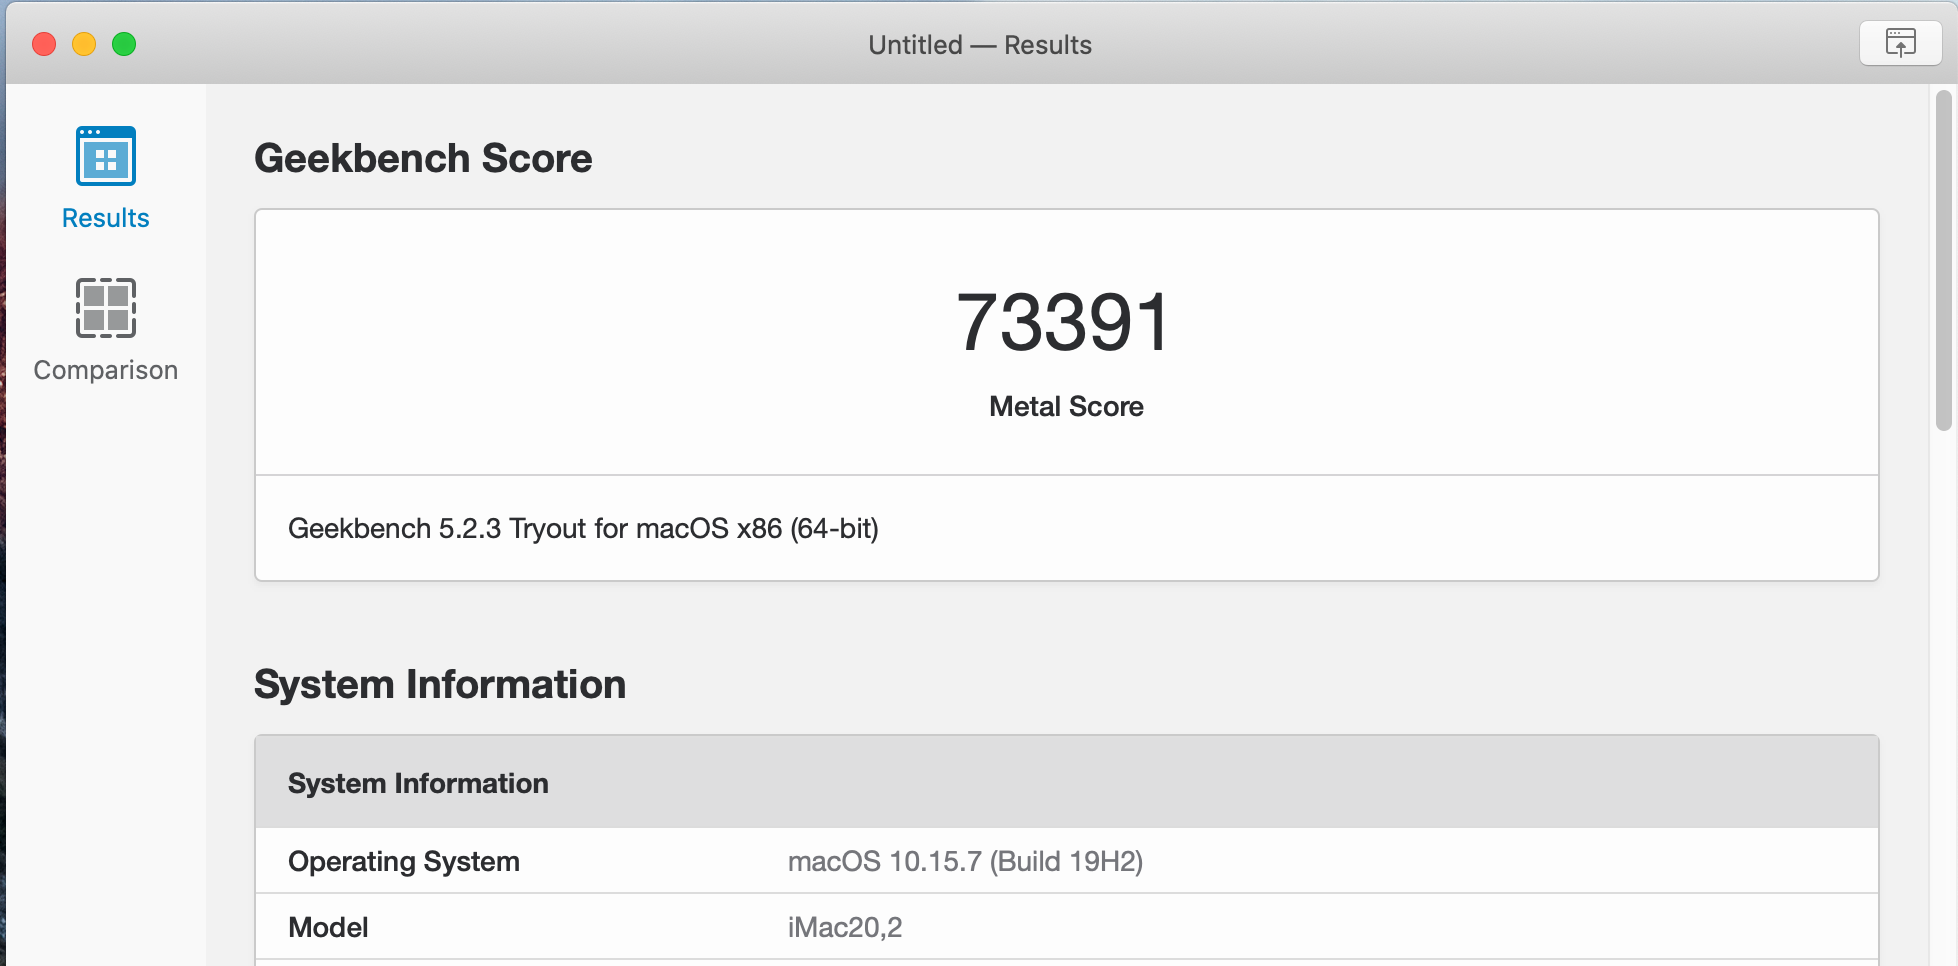 Untitled — Results
Results
Comparison
Geekbench Score
73391
Metal Score
Geekbench 5.2.3 Tryout for macOS x86 (64-bit)
System Information
System Information
Operating System macOS 10.15.7 (Build 19H2)
Model iMac20,2